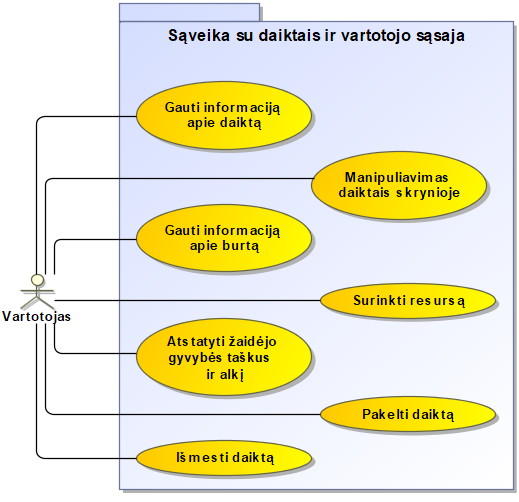 Sąveika su daiktais ir vartotojo sąsaja
Gauti informaciją
apie daiktą
Manipuliavimas
daiktais skrynioje
Gauti informaciją
apie burtą
Vartotojas
Surinkti resursą
Atstatyti žaidėjo
gyvybės taškus
ir alkį
Pakelti daiktą
Išmesti daiktą